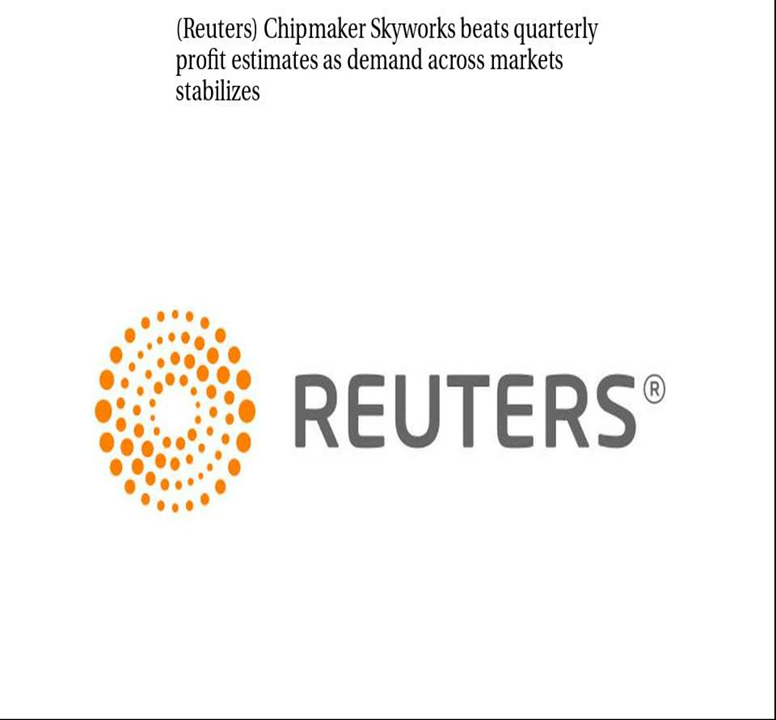 (Reuters) Chipmaker Skyworks beats quarterly
profit estimates as demand across markets
stabilizes
REUTERS®